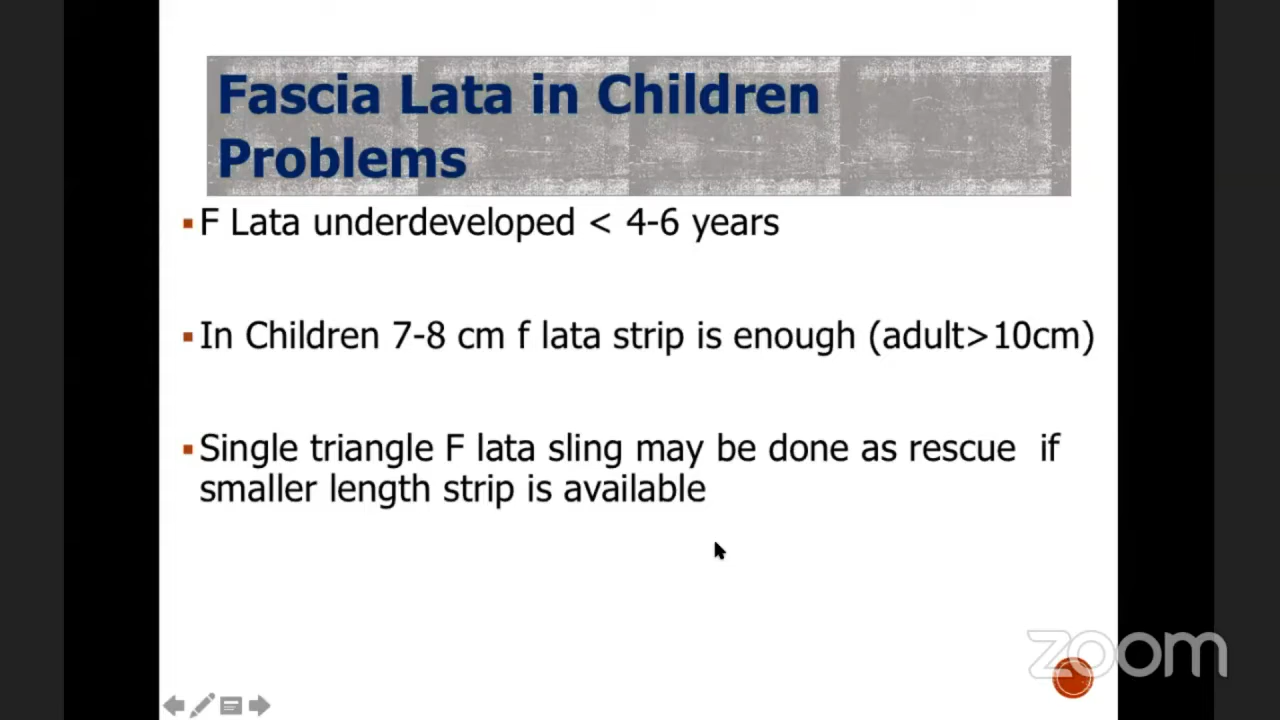 Fascia Lata in Children
Problems
▪F Lata underdeveloped < 4-6 years
▪In Children 7-8 cm f lata strip is enough (adult>10cm)
▪Single triangle F lata sling may be done as rescue if
smaller length strip is available
zoom